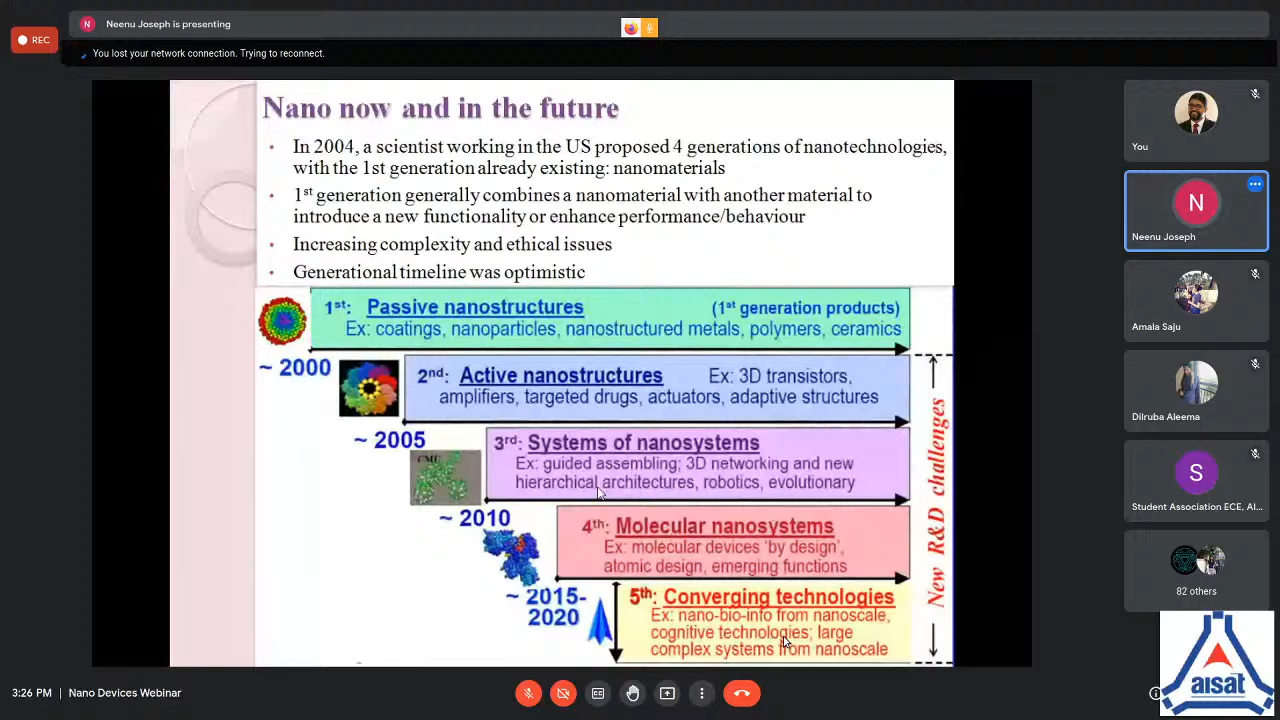 Neenu Joseph is presenting
N
REC
You lost your network connection. Trying to reconnect.
Nano now and in the future
• In 2004, a scientist working in the US proposed 4 generations of nanotechnologies,
with the 1st generation already existing: nanomaterials
• 1st generation generally combines a nanomaterial with another material to
introduce a new functionality or enhance performance/behaviour
• Increasing complexity and ethical issues
• Generational timeline was optimistic
1st: Passive nanostructures (1st generation products)
Ex: coatings, nanoparticles, nanostructured metals, polymers, ceramics
~ 2000
2nd: Active nanostructures Ex: 3D transistors,
amplifiers, targeted drugs, actuators, adaptive structures
~ 2005
CMU
3rd: Systems of nanosystems
Ex: guided assembling; 3D networking and new
hierarchical architectures, robotics, evolutionary
~ 2010
4th: Molecular nanosystems
Ex: molecular devices 'by design',
atomic design, emerging functions
~ 2015-
2020
5th: Converging technologies
Ex: nano-bio-info from nanoscale,
cognitive technologies; large
complex systems from nanoscale
New R&D challenges
You
N
Neenu Joseph
Amala Saju
Dilruba Aleema
S
Student Association ECE, AI...
82 others
3:26 PM | Nano Devices Webinar
aisat